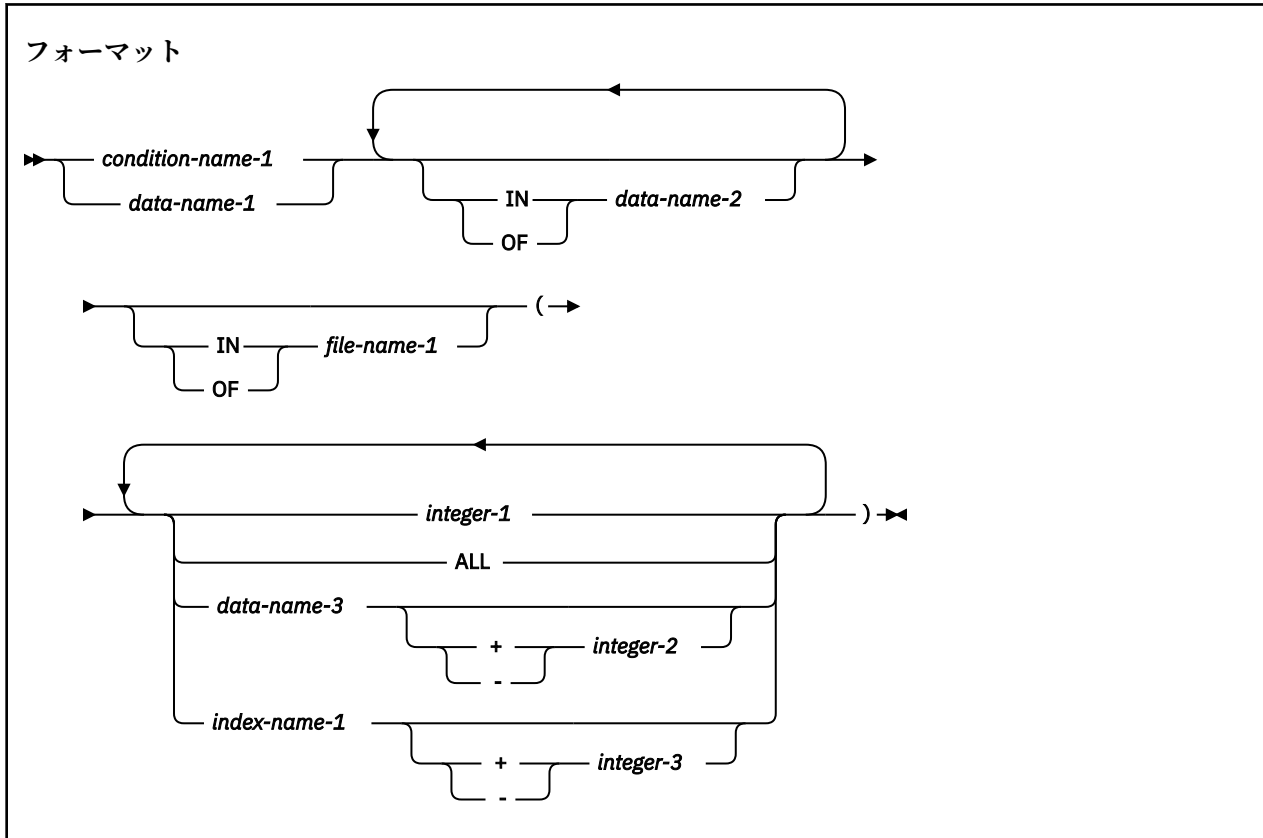 フォーマット
condition-name-1
data-name-1
IN data-name-2
OF
IN file-name-1 (
OF
integer-1 )
ALL
data-name-3
+ integer-2
-
index-name-1
+ integer-3
-